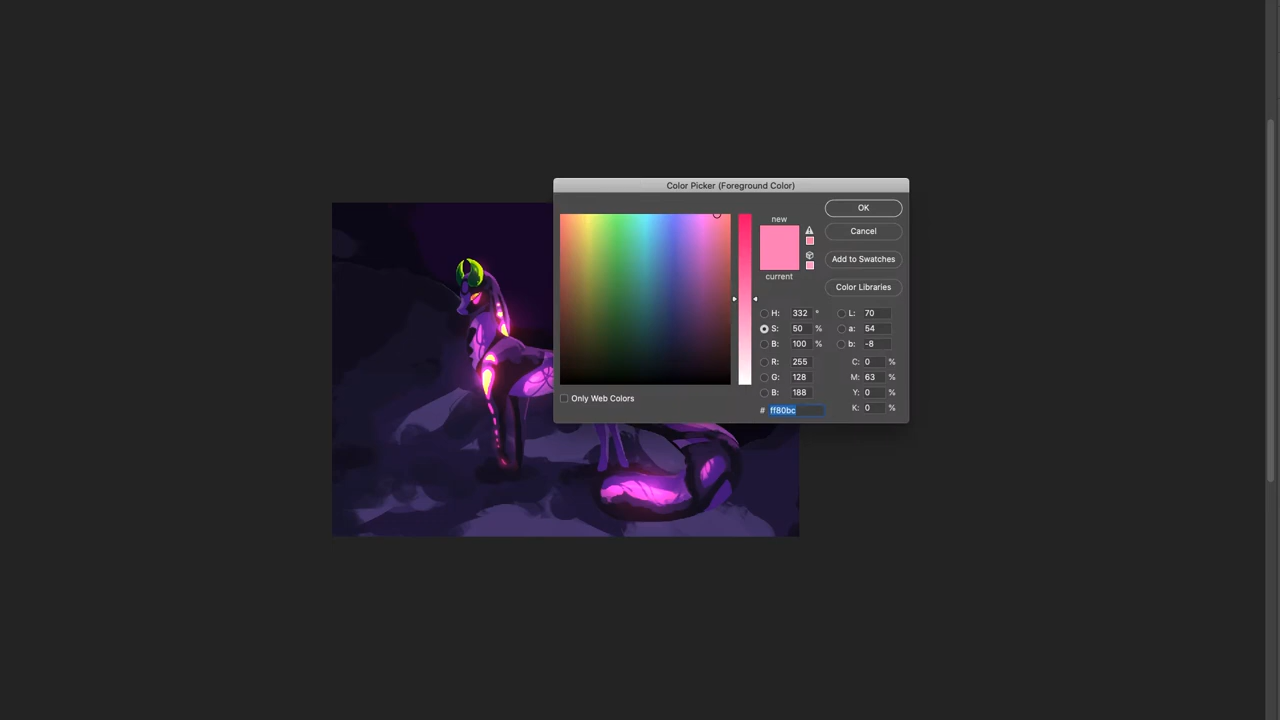 Color Picker (Foreground Color)
new
current
OK
Cancel
Add to Swatches
Color Libraries
H: 332 °
S: 50 %
B: 100 %
R: 255
G: 128
B: 188
# ff80bc
L: 70
a: 54
b: -8
C: 0 %
M: 63 %
Y: 0 %
K: 0 %
Only Web Colors